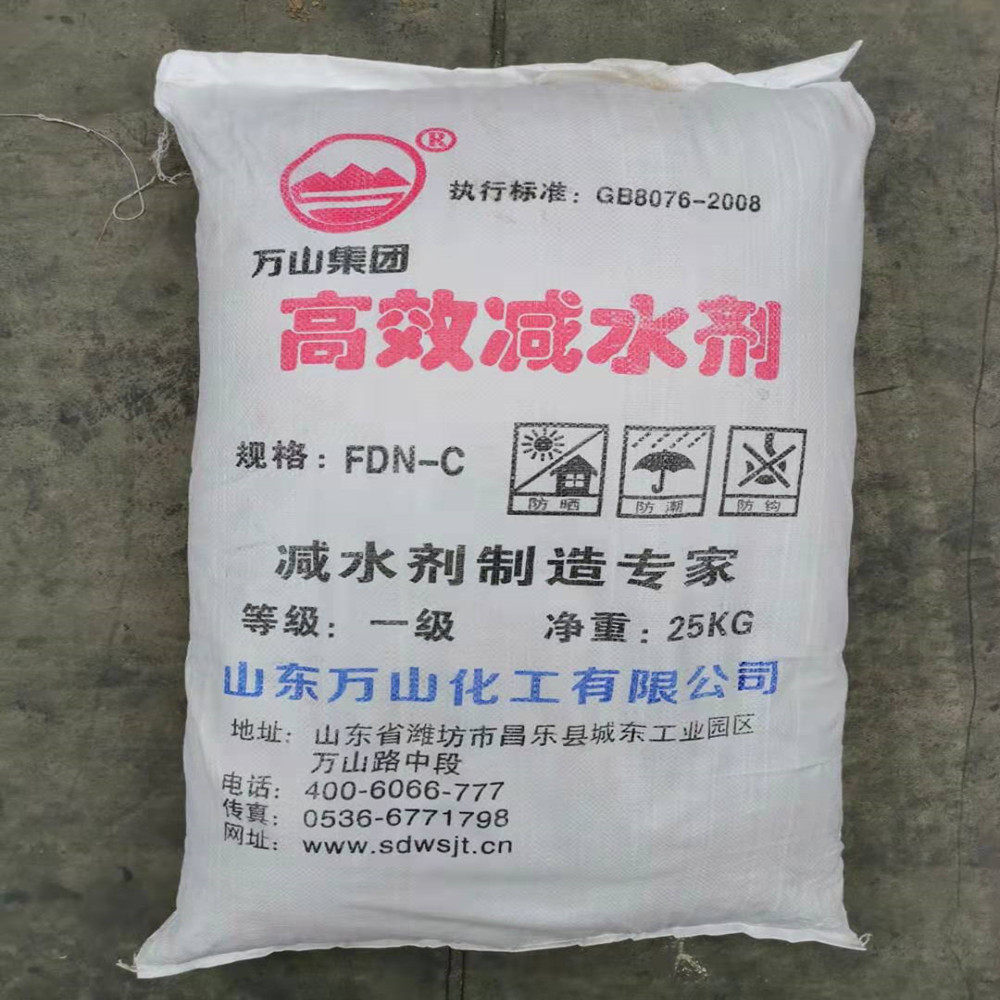 ®
执行标准：GB8076-2008
万山集团
高效减水剂
规格：FDN-C
防晒 防潮 防钩
减水剂制造专家
等级：一级 净重：25KG
山东万山化工有限公司
地址：山东省潍坊市昌乐县城东工业园区
万山路中段
电话：400-6066-777
传真：0536-6771798
网址：www.sdwsjt.cn